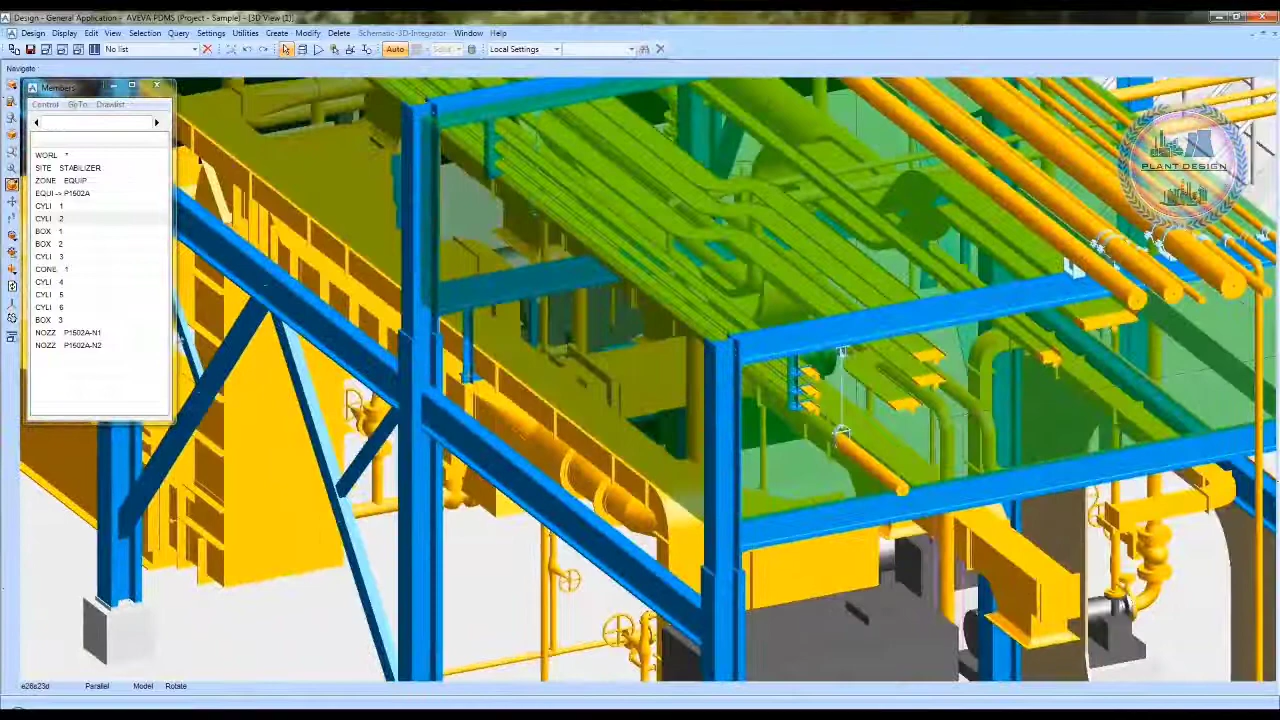 Design - General Application - AVEVA PDMS (Project - Sample) - [3D View (1)]
Design Display Edit View Selection Query Settings Utilities Create Modify Delete Schematic-3D-Integrator Window Help
No list Auto Local Settings
Navigate
Members
Control GoTo Drawlist
WORL *
SITE STABILIZER
ZONE EQUIP
EQUI -> P1502A
CYLI 1
CYLI 2
BOX 1
BOX 2
CYLI 3
CONE 1
CYLI 4
CYLI 5
CYLI 6
BOX 3
NOZZ P1502A-N1
NOZZ P1502A-N2
PLANT DESIGN
Parallel Model Rotate